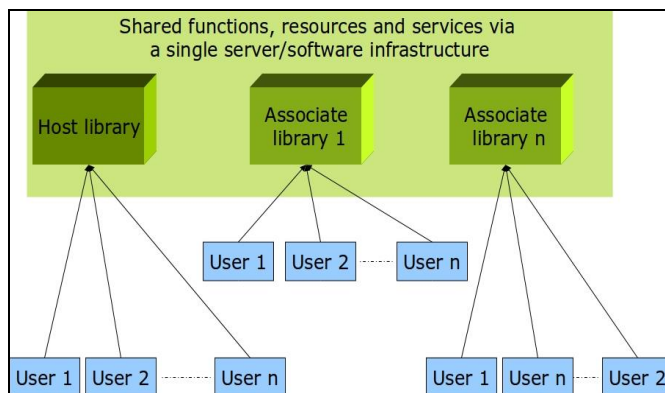 Shared functions, resources and services via
a single server/software infrastructure
Host library
Associate
library 1
Associate
library n
User 1
User 2
User n
User 1
User 2
User n
User 1
User n
User 2